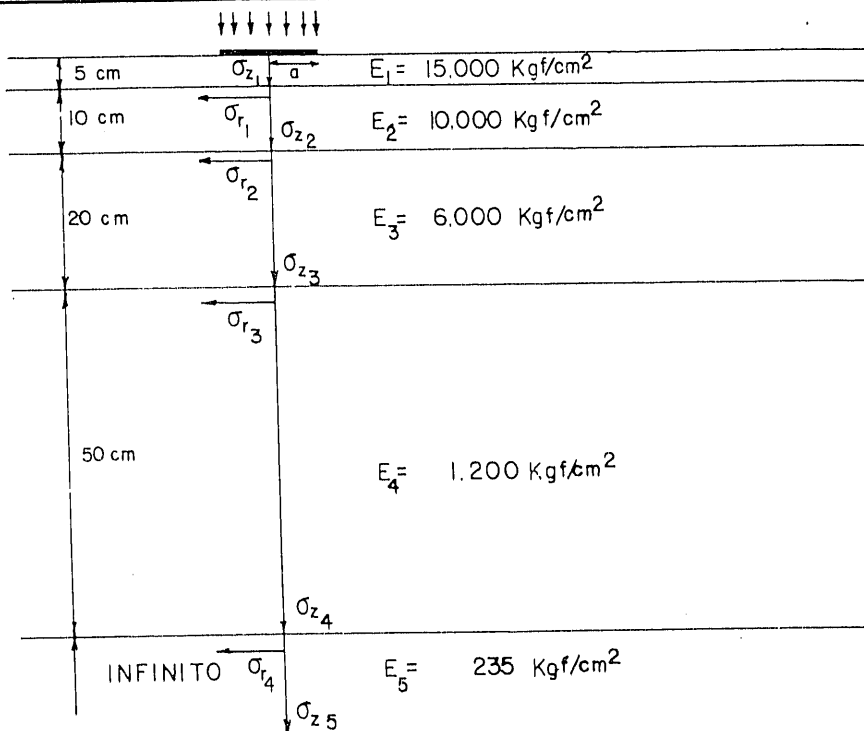 5 cm σz1 a E1= 15.000 Kgf/cm²
10 cm σr1 σz2 E2= 10.000 Kgf/cm²
20 cm σr2 E3= 6.000 Kgf/cm²
σz3
σr3
50 cm E4= 1.200 Kgf/cm²
σz4
INFINITO σr4 E5= 235 Kgf/cm²
σz5